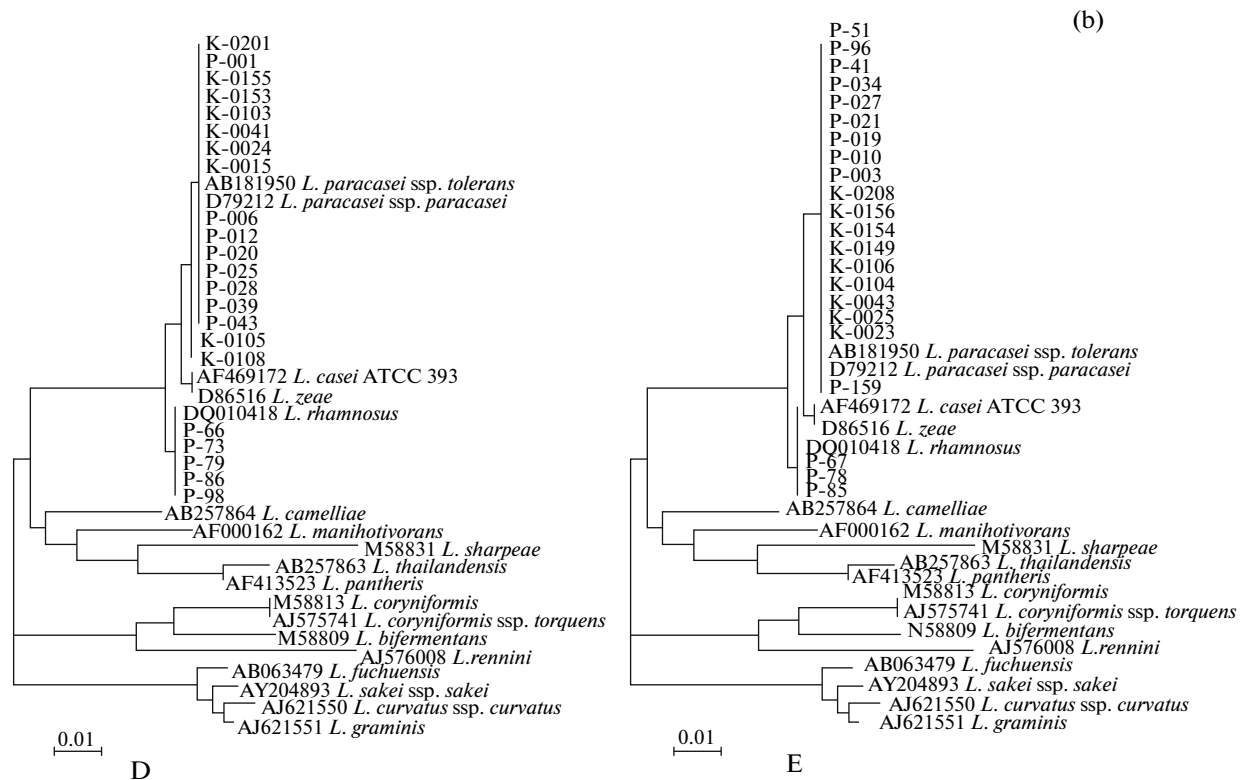 (b)
K-0201
P-001
K-0155
K-0153
K-0103
K-0041
K-0024
K-0015
AB181950 L. paracasei ssp. tolerans
D79212 L. paracasei ssp. paracasei
P-006
P-012
P-020
P-025
P-028
P-039
P-043
K-0105
K-0108
AF469172 L. casei ATCC 393
D86516 L. zeae
DQ010418 L. rhamnosus
P-66
P-73
P-79
P-86
P-98
AB257864 L. camelliae
AF000162 L. manihotivorans
M58831 L. sharpeae
AB257863 L. thailandensis
AF413523 L. pantheris
M58813 L. coryniformis
AJ575741 L. coryniformis ssp. torquens
M58809 L. bifermentans
AJ576008 L.rennini
AB063479 L. fuchuensis
AY204893 L. sakei ssp. sakei
AJ621550 L. curvatus ssp. curvatus
AJ621551 L. graminis
0.01
D
P-51
P-96
P-41
P-034
P-027
P-021
P-019
P-010
P-003
K-0208
K-0156
K-0154
K-0149
K-0106
K-0104
K-0043
K-0025
K-0023
AB181950 L. paracasei ssp. tolerans
D79212 L. paracasei ssp. paracasei
P-159
AF469172 L. casei ATCC 393
D86516 L. zeae
DQ010418 L. rhamnosus
P-67
P-78
P-85
AB257864 L. camelliae
AF000162 L. manihotivorans
M58831 L. sharpeae
AB257863 L. thailandensis
AF413523 L. pantheris
M58813 L. coryniformis
AJ575741 L. coryniformis ssp. torquens
N58809 L. bifermentans
AJ576008 L.rennini
AB063479 L. fuchuensis
AY204893 L. sakei ssp. sakei
AJ621550 L. curvatus ssp. curvatus
AJ621551 L. graminis
0.01
E